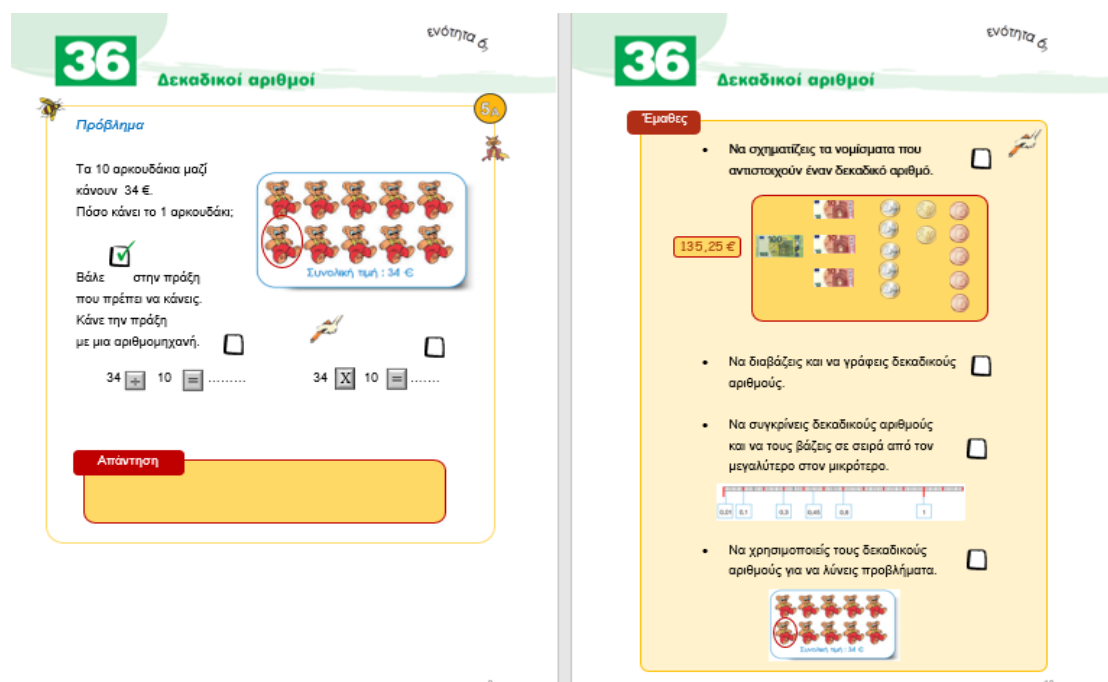 ενότητα 6
36
Δεκαδικοί αριθμοί
5Δ
Πρόβλημα
Τα 10 αρκουδάκια μαζί
κάνουν 34 €.
Πόσο κάνει το 1 αρκουδάκι;
Συνολική τιμή : 34 €
Βάλε στην πράξη
που πρέπει να κάνεις.
Κάνε την πράξη
με μια αριθμομηχανή.
34 ÷ 10 = .........
34 X 10 = .......
Απάντηση
ενότητα 6
36
Δεκαδικοί αριθμοί
Έμαθες
• Να σχηματίζεις τα νομίσματα που
αντιστοιχούν έναν δεκαδικό αριθμό.
135,25 €
• Να διαβάζεις και να γράφεις δεκαδικούς
αριθμούς.
• Να συγκρίνεις δεκαδικούς αριθμούς
και να τους βάζεις σε σειρά από τον
μεγαλύτερο στον μικρότερο.
0,01 0,1 0,3 0,45 0,6 1
• Να χρησιμοποιείς τους δεκαδικούς
αριθμούς για να λύνεις προβλήματα.
Συνολική τιμή : 34 €